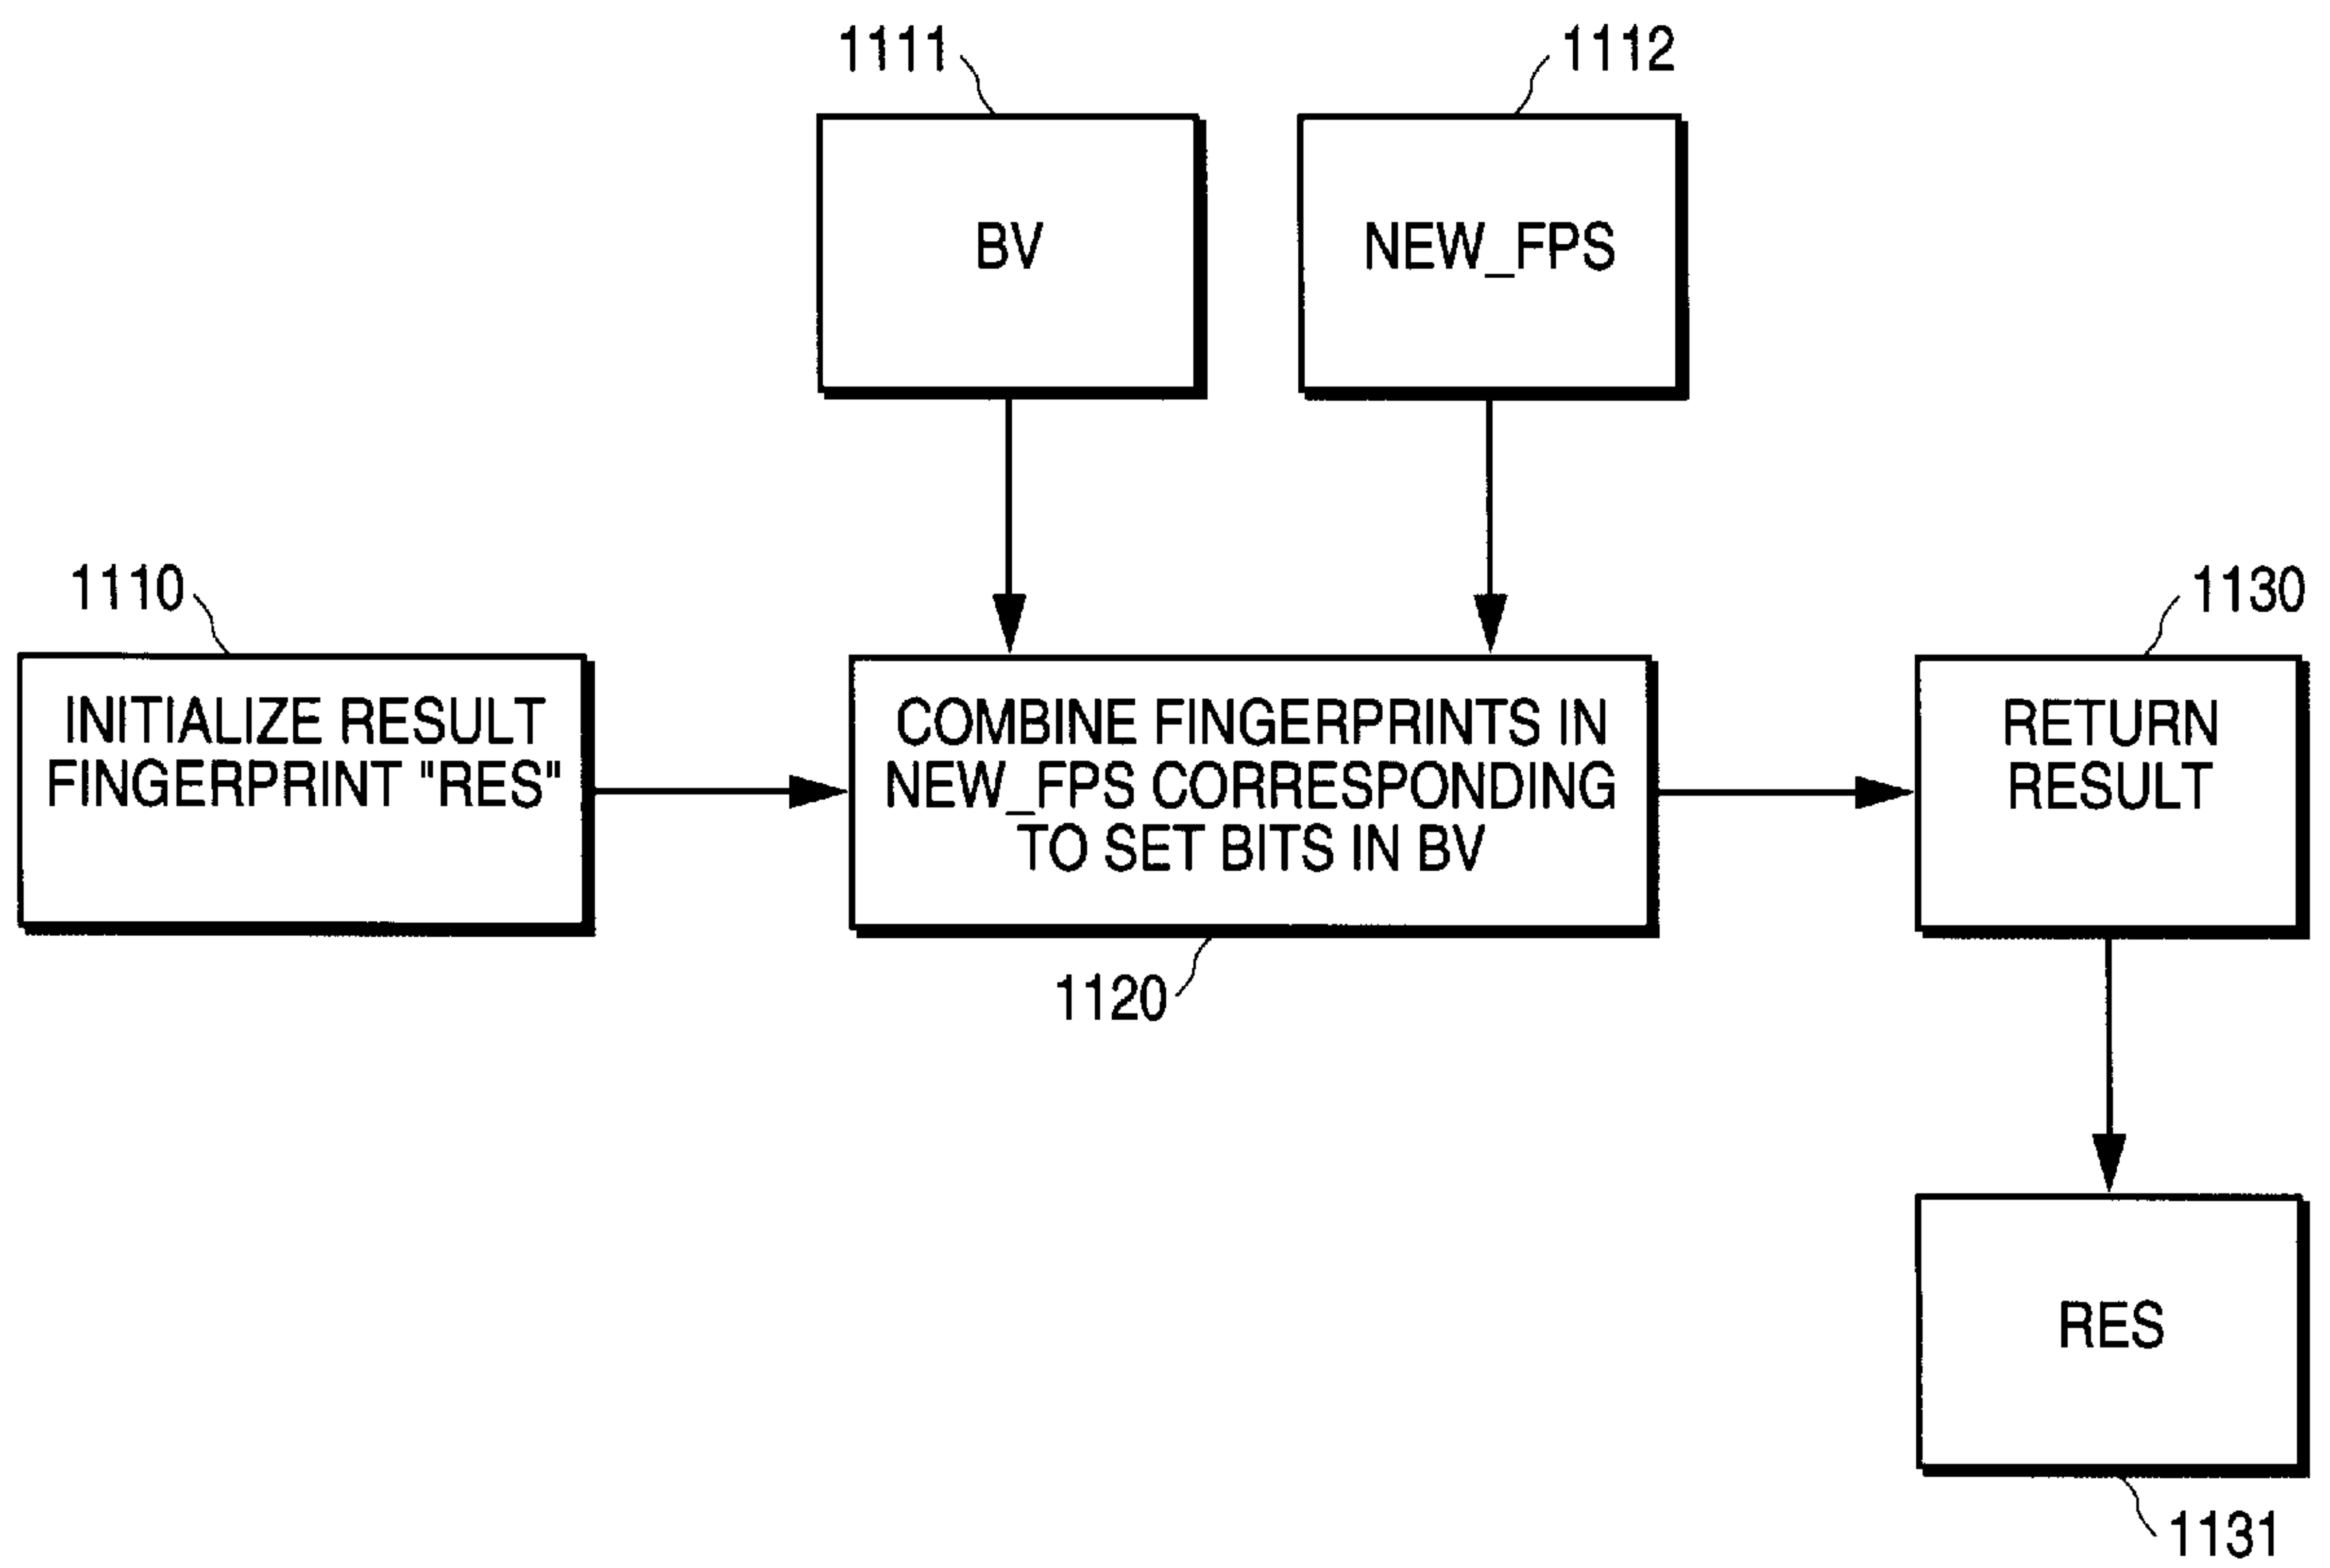 1111
1112
BV
NEW_FPS
1110
1130
INITIALIZE RESULT
FINGERPRINT "RES"
COMBINE FINGERPRINTS IN
NEW_FPS CORRESPONDING
TO SET BITS IN BV
RETURN
RESULT
1120
RES
1131